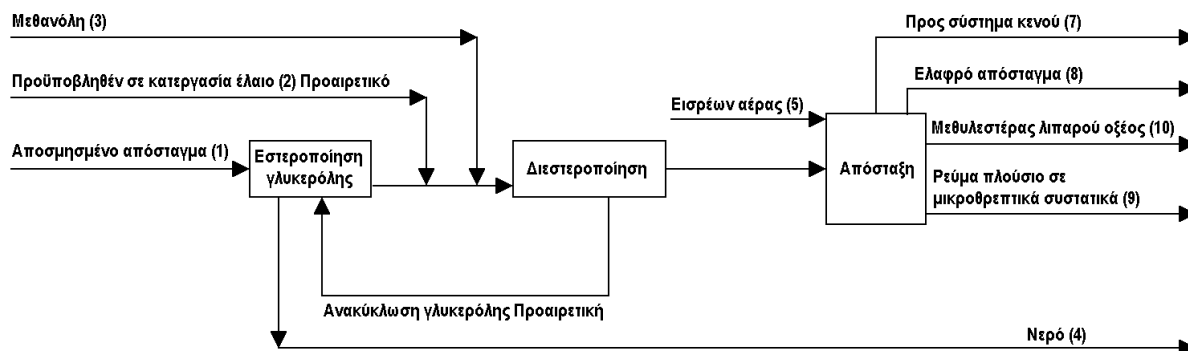 Μεθανόλη (3)
Προϋποβληθέν σε κατεργασία έλαιο (2) Προαιρετικό
Αποσμησμένο απόσταγμα (1)
Εστεροποίηση
γλυκερόλης
Διεστεροποίηση
Εισρέων αέρας (5)
Απόσταξη
Προς σύστημα κενού (7)
Ελαφρό απόσταγμα (8)
Μεθυλεστέρας λιπαρού οξέος (10)
Ρεύμα πλούσιο σε
μικροθρεπτικά συστατικά (9)
Ανακύκλωση γλυκερόλης Προαιρετική
Νερό (4)